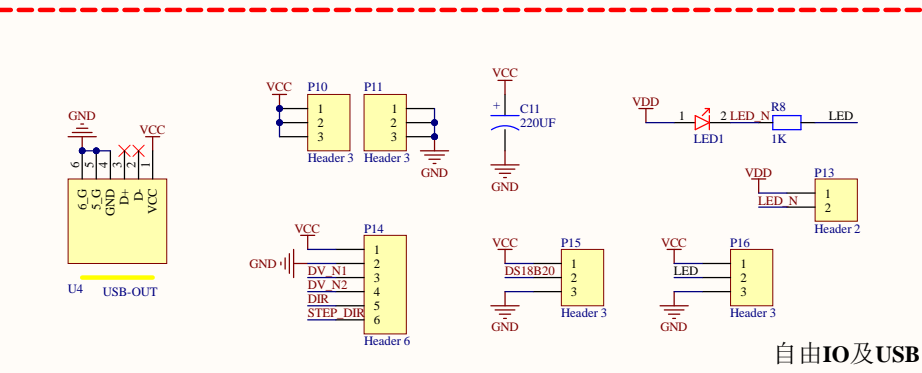 GND
VCC
6
5
4
3
2
1
6_G
5_G
GND
D+
D-
VCC
U4 USB-OUT
VCC P10
1
2
3
Header 3
P11
1
2
3
Header 3
GND
VCC
+ C11
220UF
GND
VDD
1 2 LED_N R8 LED
LED1 1K
VDD P13
LED_N
1
2
Header 2
VCC P14
GND
DV_N1
DV_N2
DIR
STEP_DIR
1
2
3
4
5
6
Header 6
VCC P15
DS18B20
GND
1
2
3
Header 3
VCC P16
LED
GND
1
2
3
Header 3
自由IO及USB